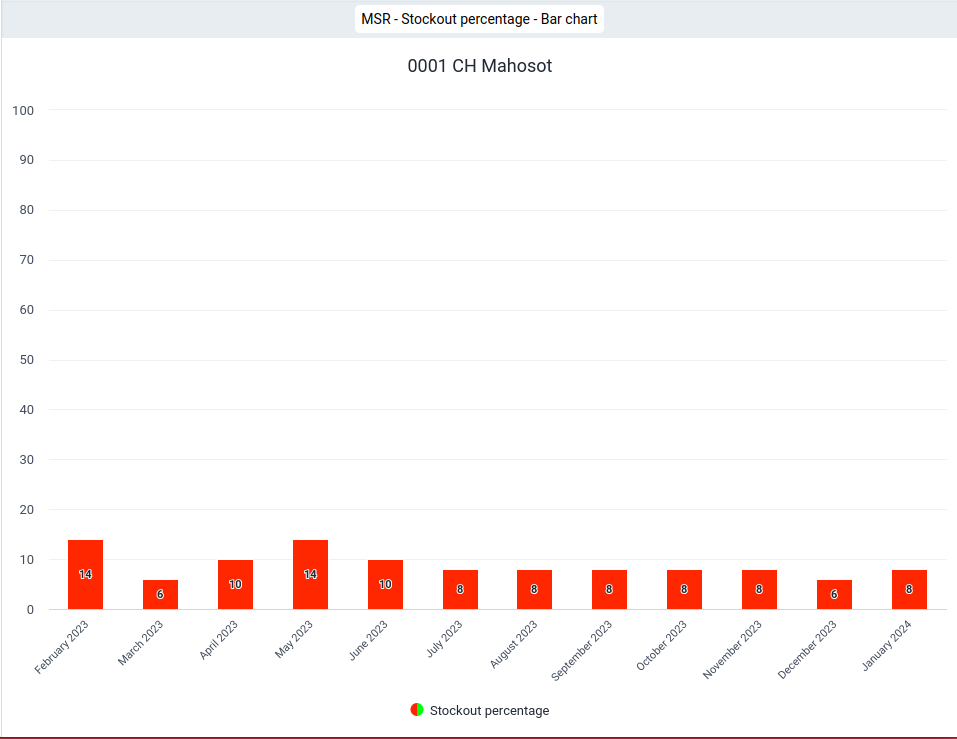 MSR - Stockout percentage - Bar chart
0001 CH Mahosot
100
90
80
70
60
50
40
30
20
10
0
14
6
10
14
10
8
8
8
8
8
6
8
February 2023
March 2023
April 2023
May 2023
June 2023
July 2023
August 2023
September 2023
October 2023
November 2023
December 2023
January 2024
Stockout percentage